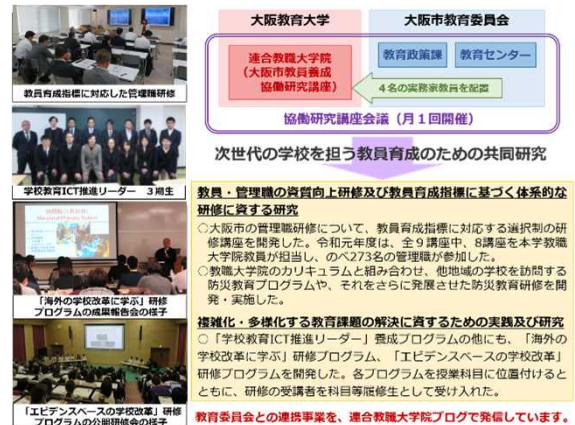 教員育成指標に対応した管理職研修
学校教育ICT推進リーダー 3期生
「海外の学校改革に学ぶ」研修
プログラムの成果報告会の様子
「エビデンスベースの学校改革」研修
プログラムの公開研修会の様子
大阪教育大学
大阪市教育委員会
連合教職大学院
(大阪市教員養成
協働研究講座)
教育政策課
教育センター
4名の実務家教員を配置
協働研究講座会議(月1回開催)
次世代の学校を担う教員育成のための共同研究
教員・管理職の資質向上研修及び教員育成指標に基づく体系的な
研修に資する研究
○大阪市の管理職研修について、教員育成指標に対応する選択制の研
修講座を開発した。令和元年度は、全9講座中、8講座を本学教職
大学院教員が担当し、のべ273名の管理職が参加した。
○教職大学院のカリキュラムと組み合わせ、他地域の学校を訪問する
防災教育プログラムや、それをさらに発展させた防災教育研修を開
発・実施した。
複雑化・多様化する教育課題の解決に資するための実践及び研究
○「学校教育ICT推進リーダー」養成プログラムの他にも、「海外の
学校改革に学ぶ」研修プログラム、「エビデンスベースの学校改革」
研修プログラムを開発した。各プログラムを授業科目に位置付けると
ともに、研修の受講者を科目等履修生として受け入れた。
教育委員会との連携事業を、連合教職大学院ブログで発信しています。